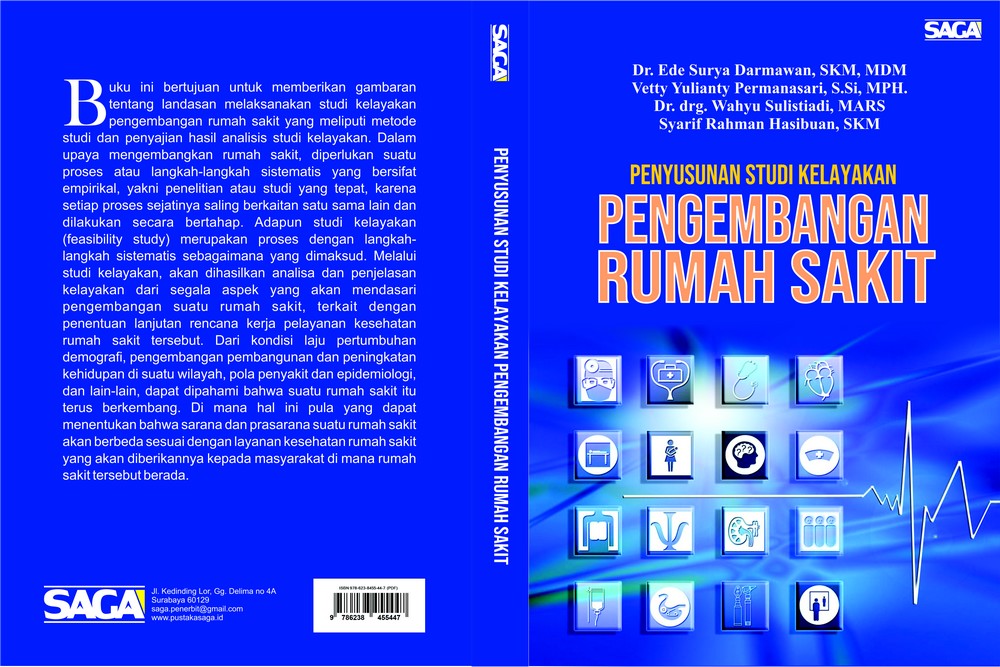 Buku ini bertujuan untuk memberikan gambaran
tentang landasan melaksanakan studi kelayakan
pengembangan rumah sakit yang meliputi metode
studi dan penyajian hasil analisis studi kelayakan. Dalam
upaya mengembangkan rumah sakit, diperlukan suatu
proses atau langkah-langkah sistematis yang bersifat
empirikal, yakni penelitian atau studi yang tepat, karena
setiap proses sejatinya saling berkaitan satu sama lain dan
dilakukan secara bertahap. Adapun studi kelayakan
(feasibility study) merupakan proses dengan langkah-
langkah sistematis sebagaimana yang dimaksud. Melalui
studi kelayakan, akan dihasilkan analisa dan penjelasan
kelayakan dari segala aspek yang akan mendasari
pengembangan suatu rumah sakit, terkait dengan
penentuan lanjutan rencana kerja pelayanan kesehatan
rumah sakit tersebut. Dari kondisi laju pertumbuhan
demografi, pengembangan pembangunan dan peningkatan
kehidupan di suatu wilayah, pola penyakit dan epidemiologi,
dan lain-lain, dapat dipahami bahwa suatu rumah sakit itu
terus berkembang. Di mana hal ini pula yang dapat
menentukan bahwa sarana dan prasarana suatu rumah sakit
akan berbeda sesuai dengan layanan kesehatan rumah sakit
yang akan diberikannya kepada masyarakat di mana rumah
sakit tersebut berada.
SAGA
Jl. Kedinding Lor, Gg. Delima no 4A
Surabaya 60129
saga.penerbit@gmail.com
www.pustakasaga.id
ISBN 978-623-8455-44-7 (PDF)
9 786238 455447
SAGA
PENYUSUNAN STUDI KELAYAKAN PENGEMBANGAN RUMAH SAKIT
SAGA
Dr. Ede Surya Darmawan, SKM, MDM
Vetty Yulianty Permanasari, S.Si, MPH.
Dr. drg. Wahyu Sulistiadi, MARS
Syarif Rahman Hasibuan, SKM
PENYUSUNAN STUDI KELAYAKAN
PENGEMBANGAN
RUMAH SAKIT
???